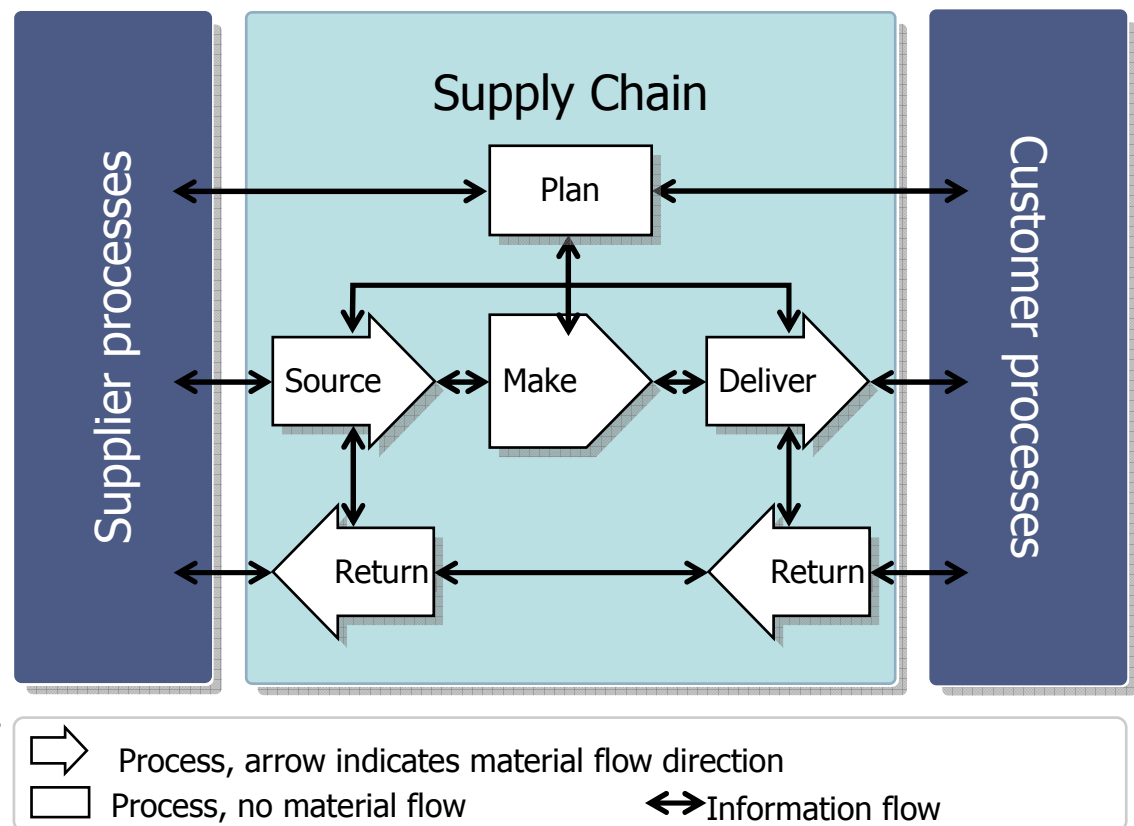 Supply Chain
Supplier processes
Customer processes
Plan
Source
Make
Deliver
Return
Return
Process, arrow indicates material flow direction
Process, no material flow
Information flow